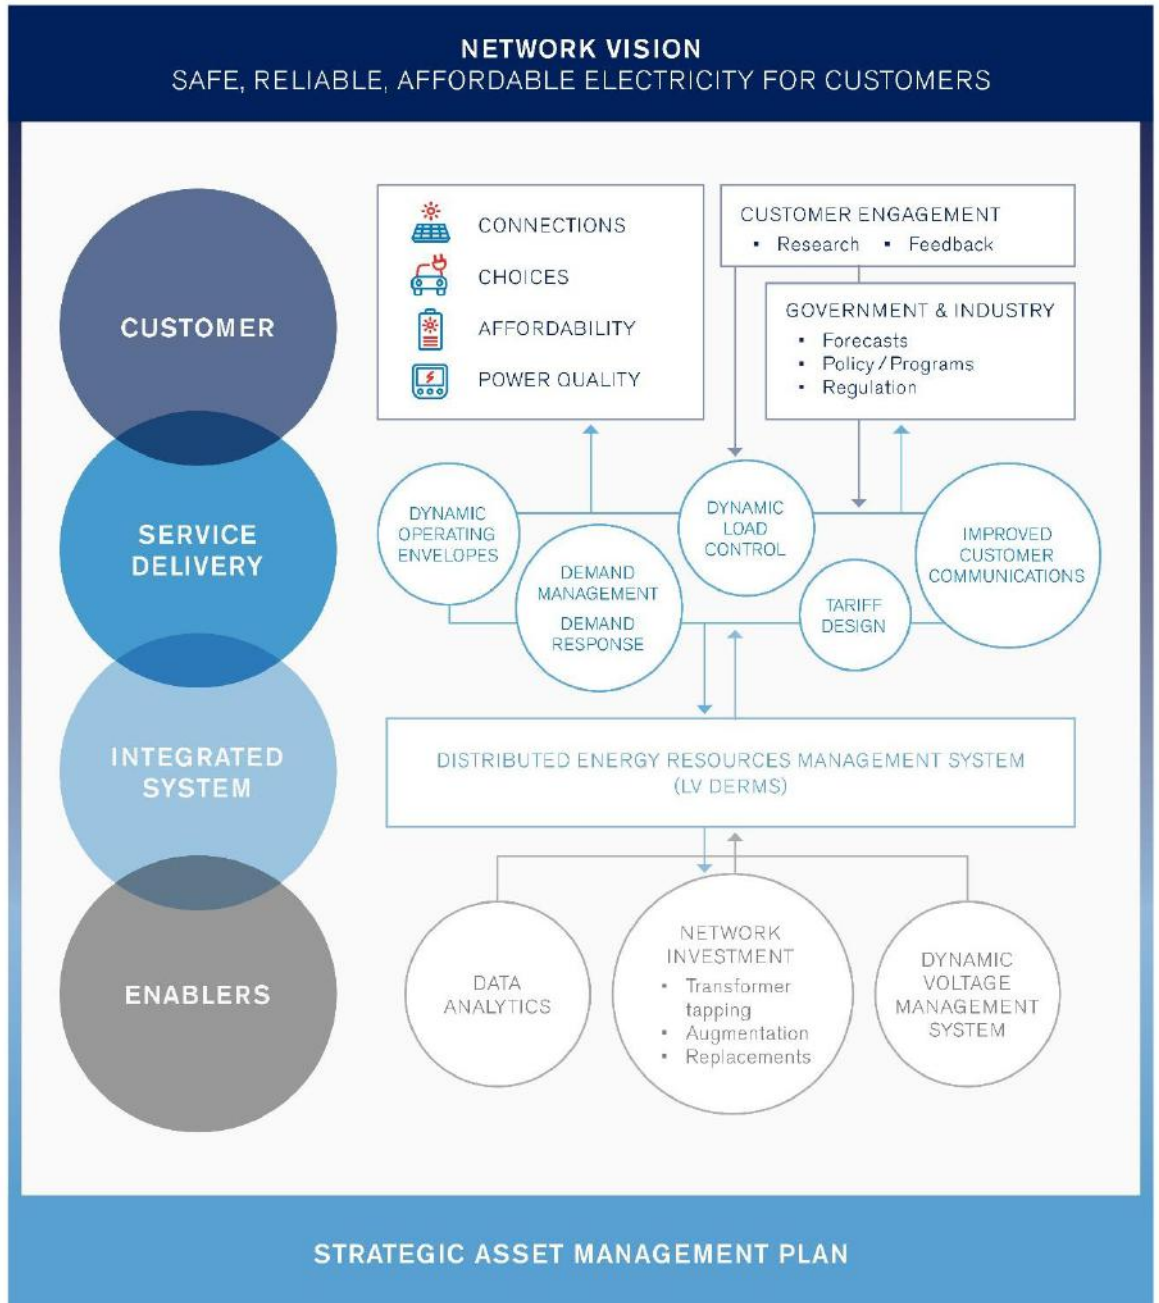 NETWORK VISION
SAFE, RELIABLE, AFFORDABLE ELECTRICITY FOR CUSTOMERS
CUSTOMER
CONNECTIONS
CHOICES
AFFORDABILITY
POWER QUALITY
CUSTOMER ENGAGEMENT
▪ Research ▪ Feedback
GOVERNMENT & INDUSTRY
▪ Forecasts
▪ Policy / Programs
▪ Regulation
SERVICE
DELIVERY
DYNAMIC
OPERATING
ENVELOPES
DEMAND
MANAGEMENT
DEMAND
RESPONSE
DYNAMIC
LOAD
CONTROL
TARIFF
DESIGN
IMPROVED
CUSTOMER
COMMUNICATIONS
INTEGRATED
SYSTEM
DISTRIBUTED ENERGY RESOURCES MANAGEMENT SYSTEM
(LV DERMS)
ENABLERS
DATA
ANALYTICS
NETWORK
INVESTMENT
▪ Transformer
tapping
▪ Augmentation
▪ Replacements
DYNAMIC
VOLTAGE
MANAGEMENT
SYSTEM
STRATEGIC ASSET MANAGEMENT PLAN